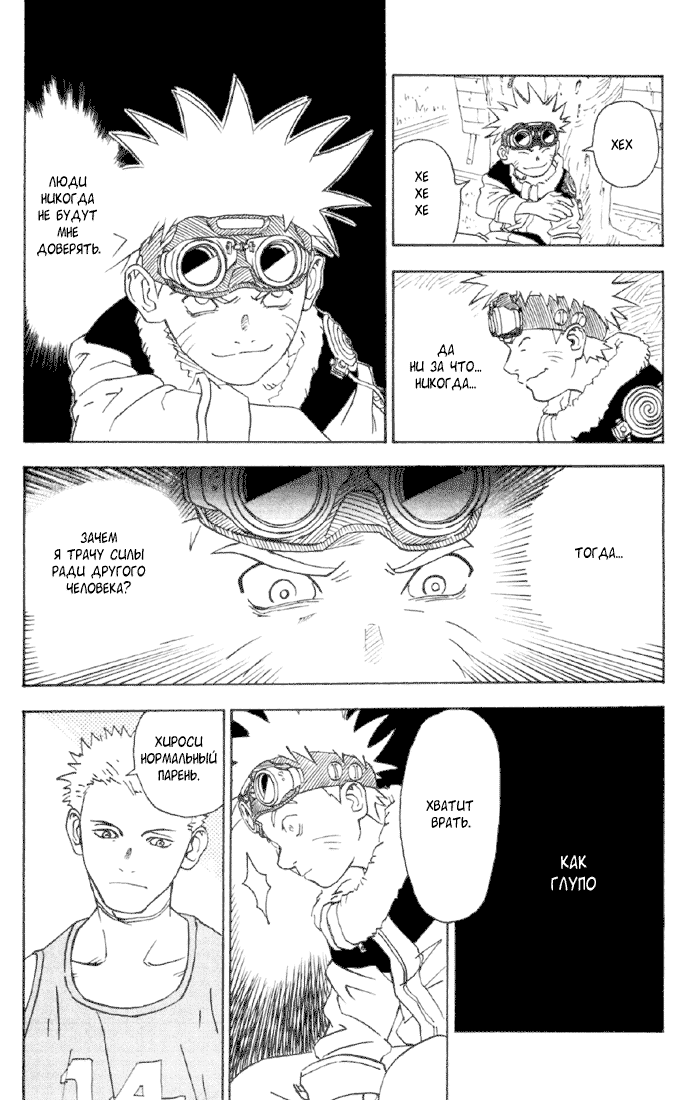 ХЕХ
ХЕ
ХЕ
ХЕ
ЛЮДИ
НИКОГДА
НЕ БУДУТ
МНЕ
ДОВЕРЯТЬ.
ДА
НИ ЗА ЧТО...
НИКОГДА...
ТОГДА...
ЗАЧЕМ
Я ТРАЧУ СИЛЫ
РАДИ ДРУГОГО
ЧЕЛОВЕКА?
КАК
ГЛУПО
ХВАТИТ
ВРАТЬ.
ХИРОСИ
НОРМАЛЬНЫЙ
ПАРЕНЬ.
14